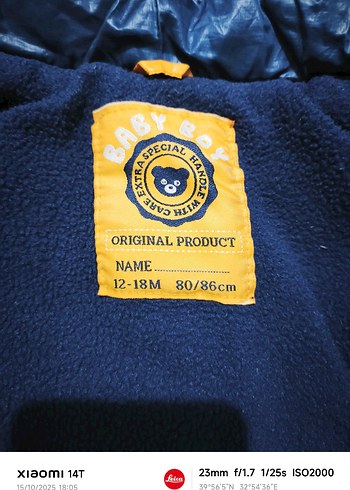 BABY BOY
EXTRA SPECIAL HANDLE WITH CARE
ORIGINAL PRODUCT
NAME
12-18M 80/86cm
XIAOMI 14T
15/10/2025 18:05
Leica
23mm f/1.7 1/25s ISO2000
39°56'5"N 32°54'36"E